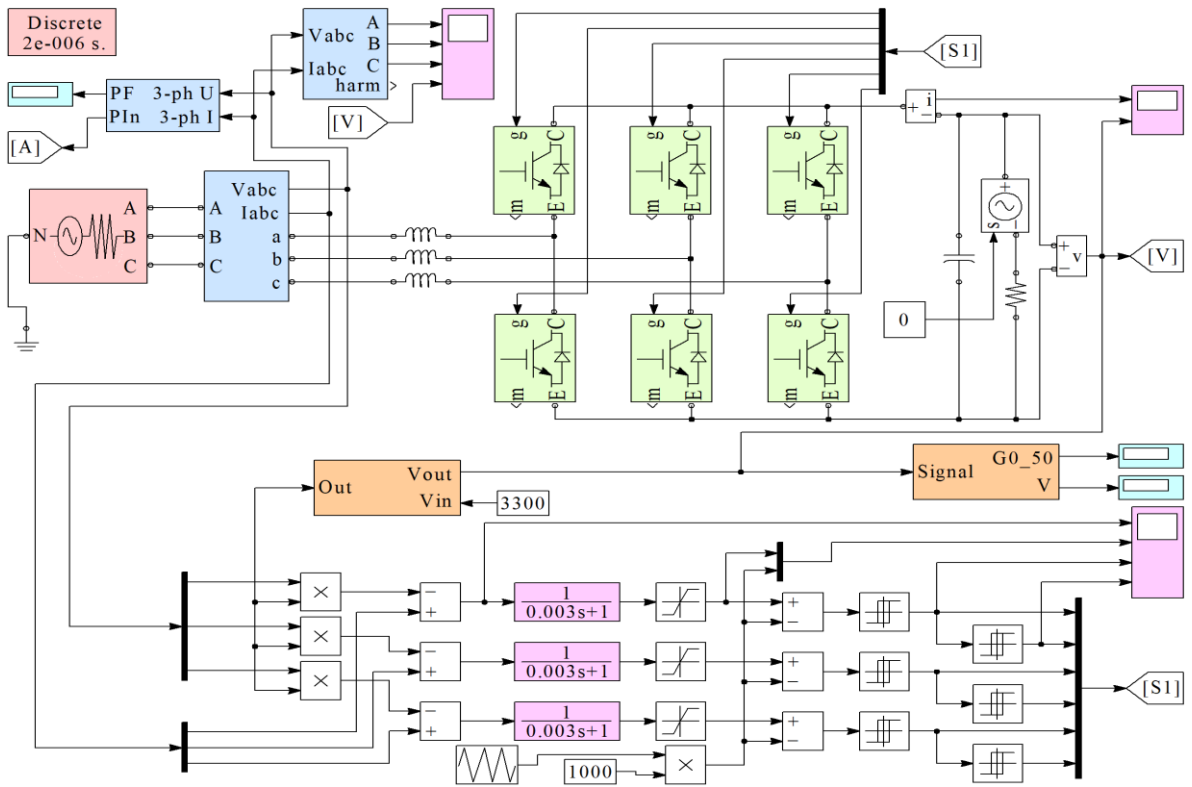 Discrete
2e-006 s.
Vabc
Iabc
A
B
C
harm
PF 3-ph U
PIn 3-ph I
[A]
[V]
[S1]
i
+
−
g C
m E
g C
m E
g C
m E
N
A
B
C
A
B
C
Vabc
Iabc
a
b
c
+
s −
0
+
−
v
[V]
g C
m E
g C
m E
g C
m E
Out
Vout
Vin
3300
Signal
G0_50
V
×
−
+
1
0.003s+1
+
−
×
−
+
1
0.003s+1
+
−
×
−
+
1
0.003s+1
+
−
[S1]
1000
×